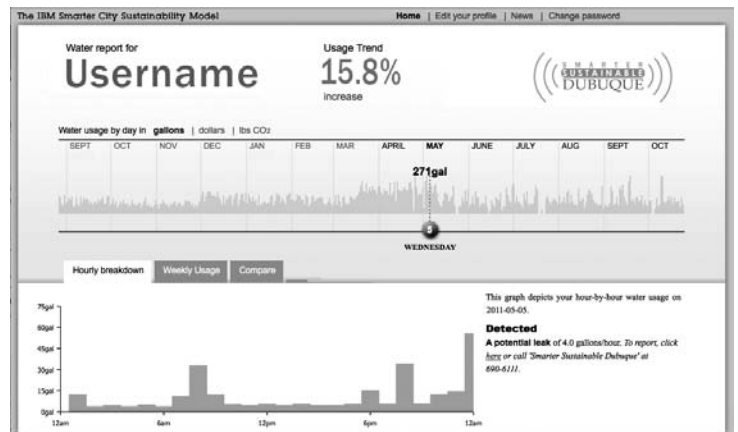 The IBM Smarter City Sustainability Model
Home | Edit your profile | News | Change password
Water report for
Username
Usage Trend
15.8%
increase
SMARTER
SUSTAINABLE
DUBUQUE
Water usage by day in gallons | dollars | lbs CO2
SEPT OCT NOV DEC JAN FEB MAR APRIL MAY JUNE JULY AUG SEPT OCT
271gal
5
WEDNESDAY
Hourly breakdown Weekly Usage Compare
75gal
60gal
45gal
30gal
15gal
0gal
12am 6am 12pm 6pm 12am
This graph depicts your hour-by-hour water usage on
2011-05-05.
Detected
A potential leak of 4.0 gallons/hour. To report, click
here or call 'Smarter Sustainable Dubuque' at
690-6111.